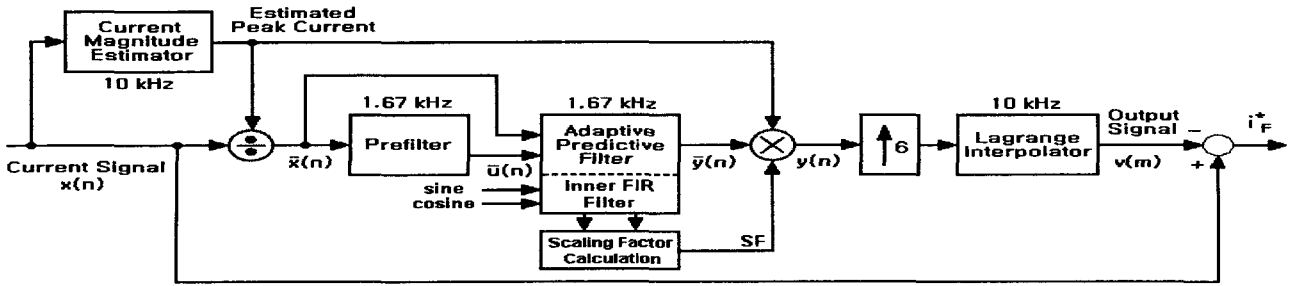 Current
Magnitude
Estimator
10 kHz
Estimated
Peak Current
Current Signal
x(n)
÷
x̄(n)
1.67 kHz
Prefilter
ū(n)
sine
cosine
1.67 kHz
Adaptive
Predictive
Filter
Inner FIR
Filter
Scaling Factor
Calculation
SF
ȳ(n)
×
y(n)
↑6
10 kHz
Lagrange
Interpolator
Output
Signal
v(m)
−
+
i*F